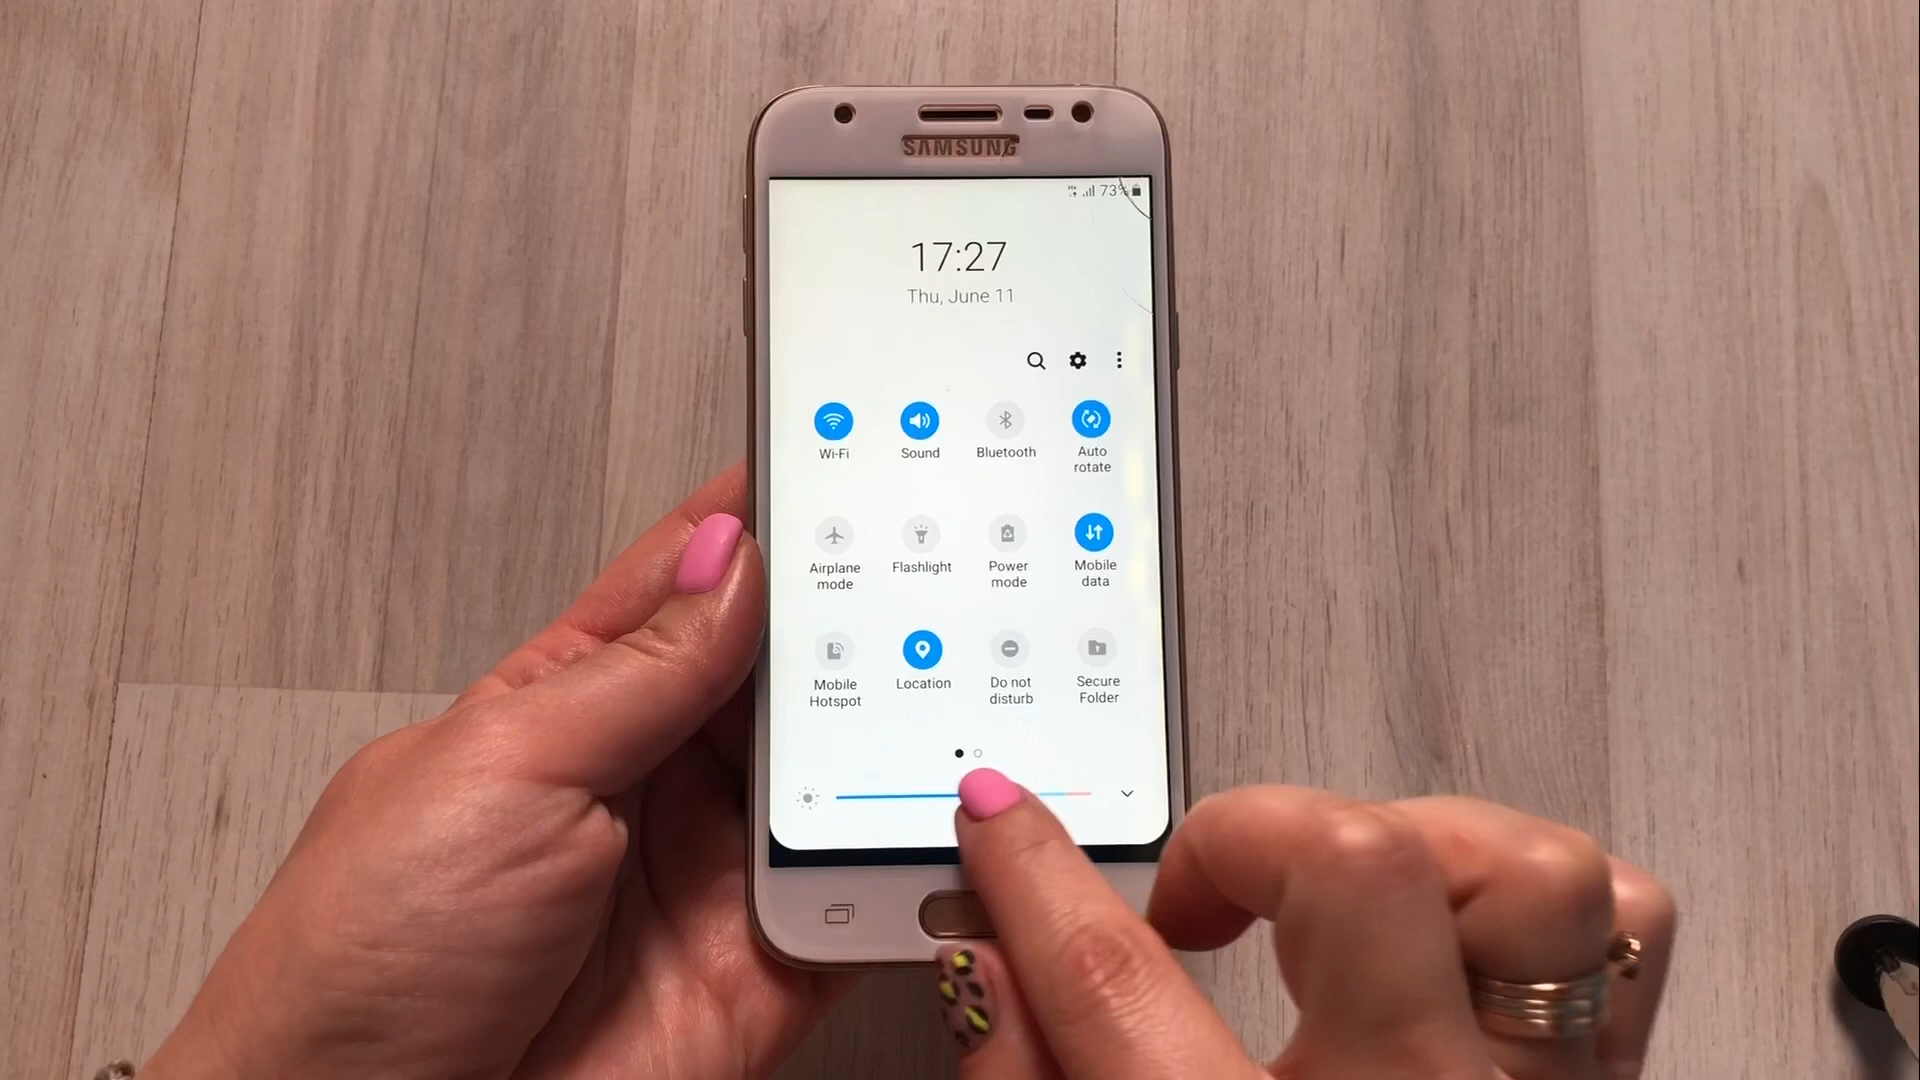 SAMSUNG
73%
17:27
Thu, June 11
Wi-Fi
Sound
Bluetooth
Auto
rotate
Airplane
mode
Flashlight
Power
mode
Mobile
data
Mobile
Hotspot
Location
Do not
disturb
Secure
Folder